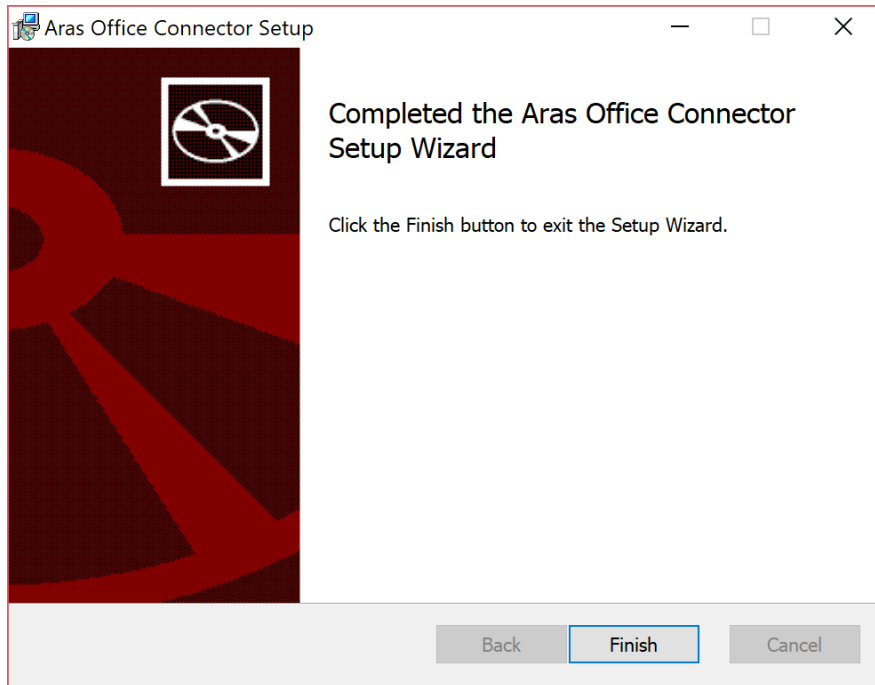 Aras Office Connector Setup
Completed the Aras Office Connector
Setup Wizard
Click the Finish button to exit the Setup Wizard.
Back
Finish
Cancel